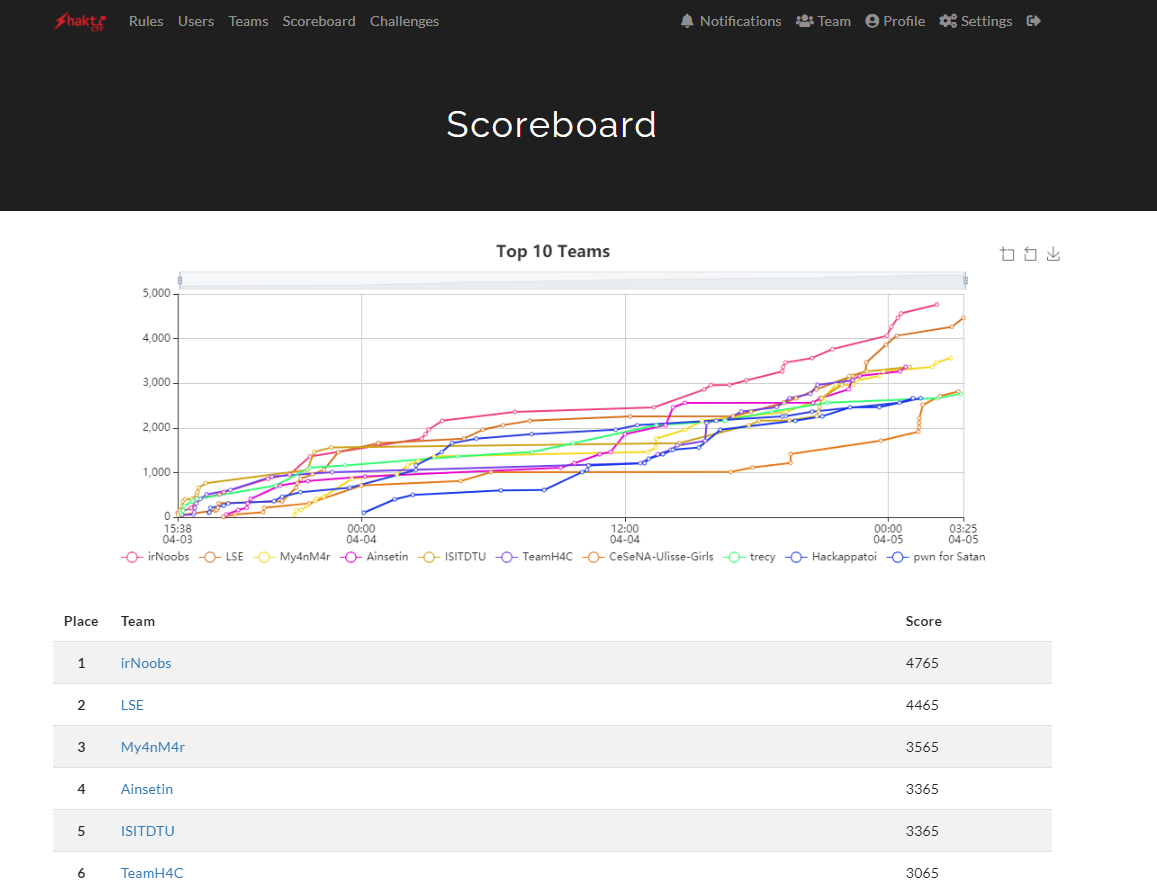 Shakti CTF Rules Users Teams Scoreboard Challenges Notifications Team Profile Settings
Scoreboard
Top 10 Teams
5,000
4,000
3,000
2,000
1,000
0
15:38 00:00 12:00 00:00 03:25
04-03 04-04 04-04 04-05 04-05
irNoobs LSE My4nM4r Ainsetin ISITDTU TeamH4C CeSeNA-Ulisse-Girls trecy Hackappatoi pwn for Satan
Place Team Score
1 irNoobs 4765
2 LSE 4465
3 My4nM4r 3565
4 Ainsetin 3365
5 ISITDTU 3365
6 TeamH4C 3065